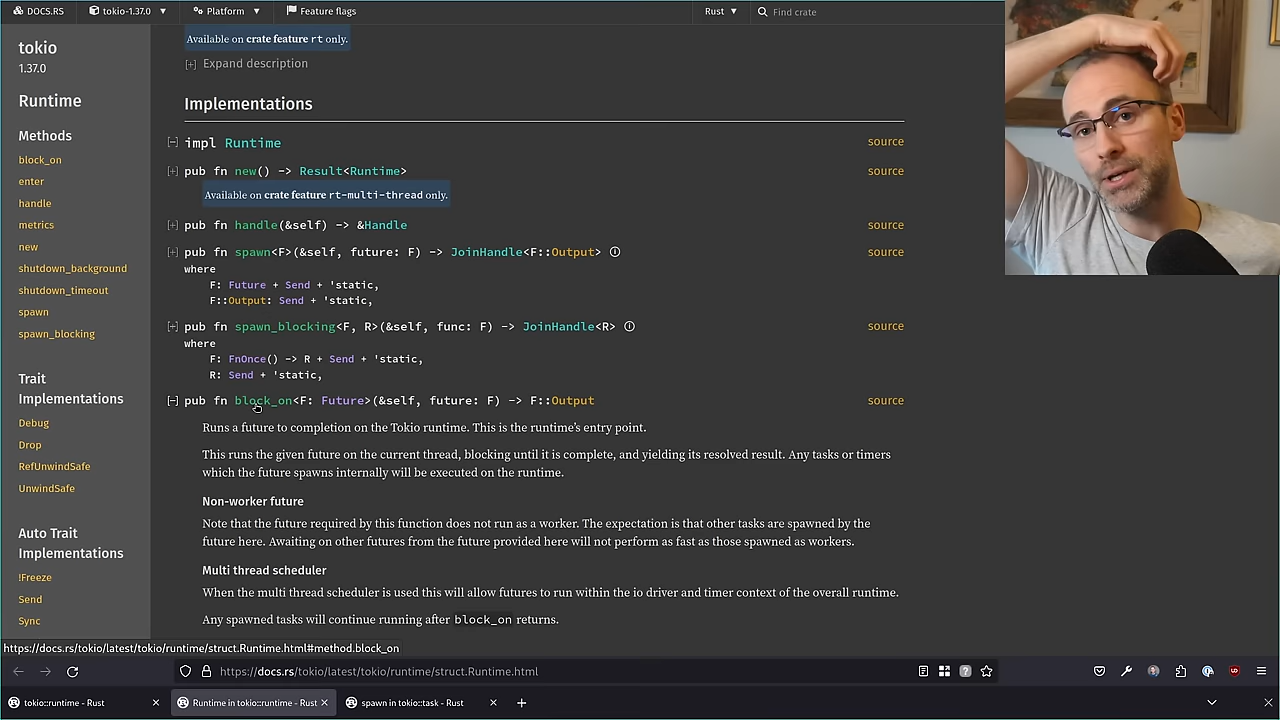 DOCS.RS
tokio-1.37.0
Platform
Feature flags
Rust
Find crate
tokio
1.37.0
Runtime
Methods
block_on
enter
handle
metrics
new
shutdown_background
shutdown_timeout
spawn
spawn_blocking
Trait
Implementations
Debug
Drop
RefUnwindSafe
UnwindSafe
Auto Trait
Implementations
!Freeze
Send
Sync
Available on crate feature rt only.
[+] Expand description
Implementations
[-] impl Runtime source
[+] pub fn new() -> Result<Runtime> source
Available on crate feature rt-multi-thread only.
[+] pub fn handle(&self) -> &Handle source
[+] pub fn spawn<F>(&self, future: F) -> JoinHandle<F::Output> ⓘ source
where
F: Future + Send + 'static,
F::Output: Send + 'static,
[+] pub fn spawn_blocking<F, R>(&self, func: F) -> JoinHandle<R> ⓘ source
where
F: FnOnce() -> R + Send + 'static,
R: Send + 'static,
[-] pub fn block_on<F: Future>(&self, future: F) -> F::Output source
Runs a future to completion on the Tokio runtime. This is the runtime's entry point.
This runs the given future on the current thread, blocking until it is complete, and yielding its resolved result. Any tasks or timers
which the future spawns internally will be executed on the runtime.
Non-worker future
Note that the future required by this function does not run as a worker. The expectation is that other tasks are spawned by the
future here. Awaiting on other futures from the future provided here will not perform as fast as those spawned as workers.
Multi thread scheduler
When the multi thread scheduler is used this will allow futures to run within the io driver and timer context of the overall runtime.
Any spawned tasks will continue running after block_on returns.
https://docs.rs/tokio/latest/tokio/runtime/struct.Runtime.html#method.block_on
https://docs.rs/tokio/latest/tokio/runtime/struct.Runtime.html
tokio::runtime - Rust
Runtime in tokio::runtime - Rust
spawn in tokio::task - Rust